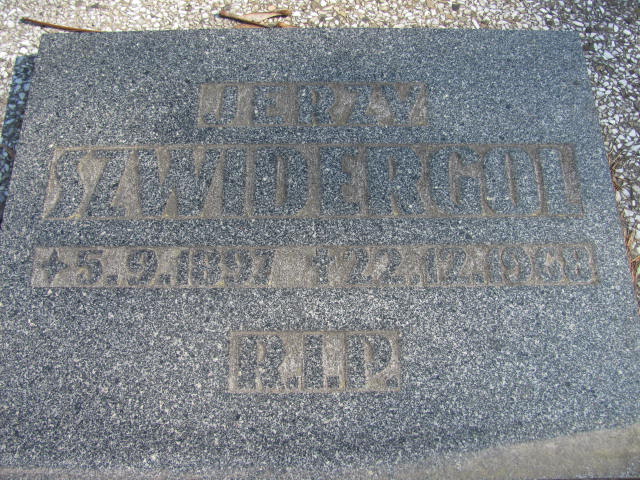 JERZY
SZWIDERGOL
+5.9.1897 †22.12.1968
R.I.P.